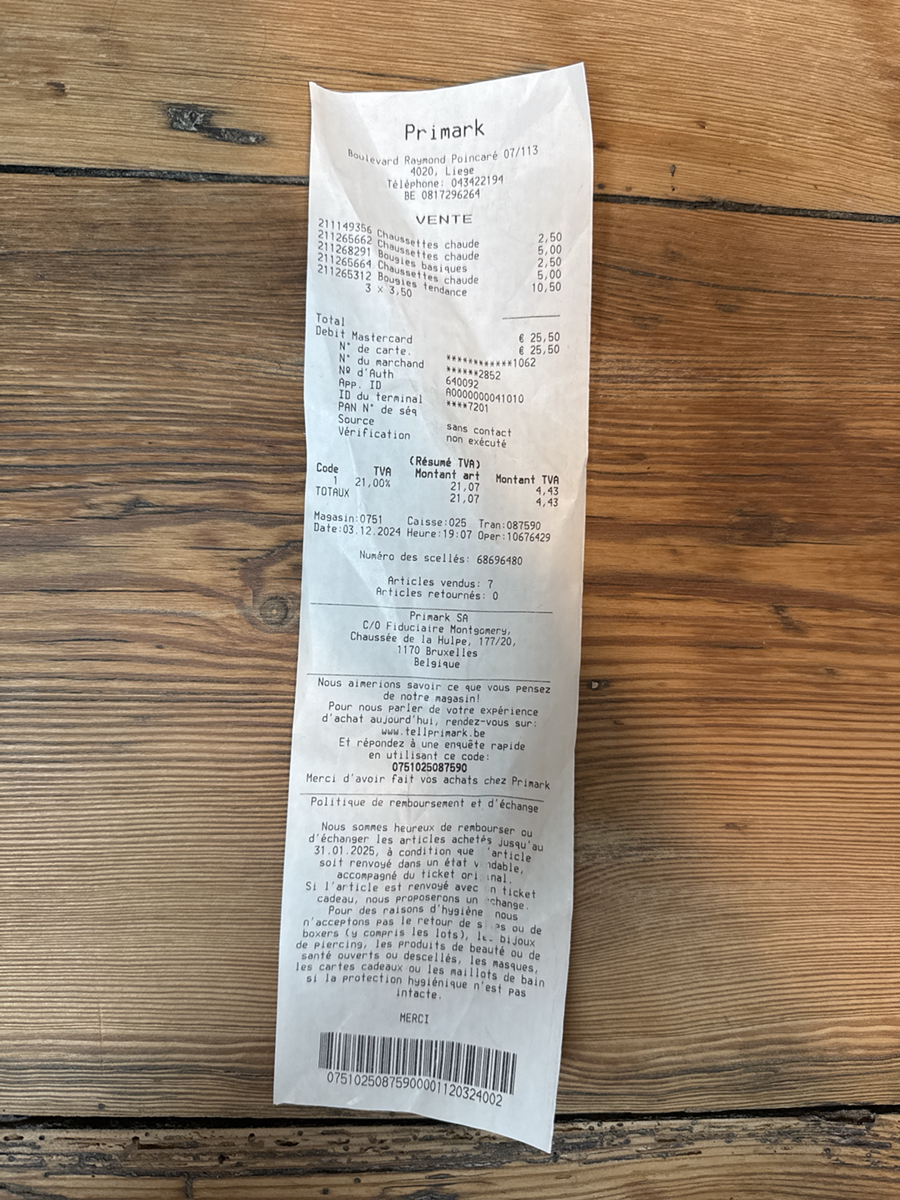 Primark
Boulevard Raymond Poincaré 07/113
4020, Liege
Téléphone: 043422194
BE 0817296264
VENTE
211149356 Chaussettes chaude 2,50
211265662 Chaussettes chaude 5,00
211268291 Bougies basiques 2,50
211265664 Chaussettes chaude 5,00
211265312 Bougies tendance 10,50
3 x 3,50
Total € 25,50
Debit Mastercard € 25,50
N° de carte. ************1062
N° du marchand ******2852
Nº d'Auth 640092
App. ID A0000000041010
ID du terminal ****7201
PAN N° de séq
Source sans contact
Vérification non exécuté
(Résumé TVA)
Code TVA Montant art Montant TVA
1 21,00% 21,07 4,43
TOTAUX 21,07 4,43
Magasin:0751 Caisse:025 Tran:087590
Date:03.12.2024 Heure:19:07 Oper:10676429
Numéro des scellés: 68696480
Articles vendus: 7
Articles retournés: 0
Primark SA
C/O Fiduciaire Montgomery,
Chaussée de la Hulpe, 177/20,
1170 Bruxelles
Belgique
Nous aimerions savoir ce que vous pensez
de notre magasin!
Pour nous parler de votre expérience
d'achat aujourd'hui, rendez-vous sur:
www.tellprimark.be
Et répondez à une enquête rapide
en utilisant ce code:
0751025087590
Merci d'avoir fait vos achats chez Primark
Politique de remboursement et d'échange
Nous sommes heureux de rembourser ou
d'échanger les articles achetés jusqu'au
31.01.2025, à condition que 'article
soit renvoyé dans un état
accompagné du ticket
Si l'article est renvoyé avec ticket
cadeau, nous proposerons un
Pour des raisons d'hygiène nous
n'acceptons pas le retour de ou de
boxers (y compris les lots), bijoux
de piercing, les produits de beauté ou de
santé ouverts ou descellés, les masques,
les cartes cadeaux ou les maillots de bain
si la protection hygiénique n'est pas
intacte.
MERCI
07510250875900001120324002